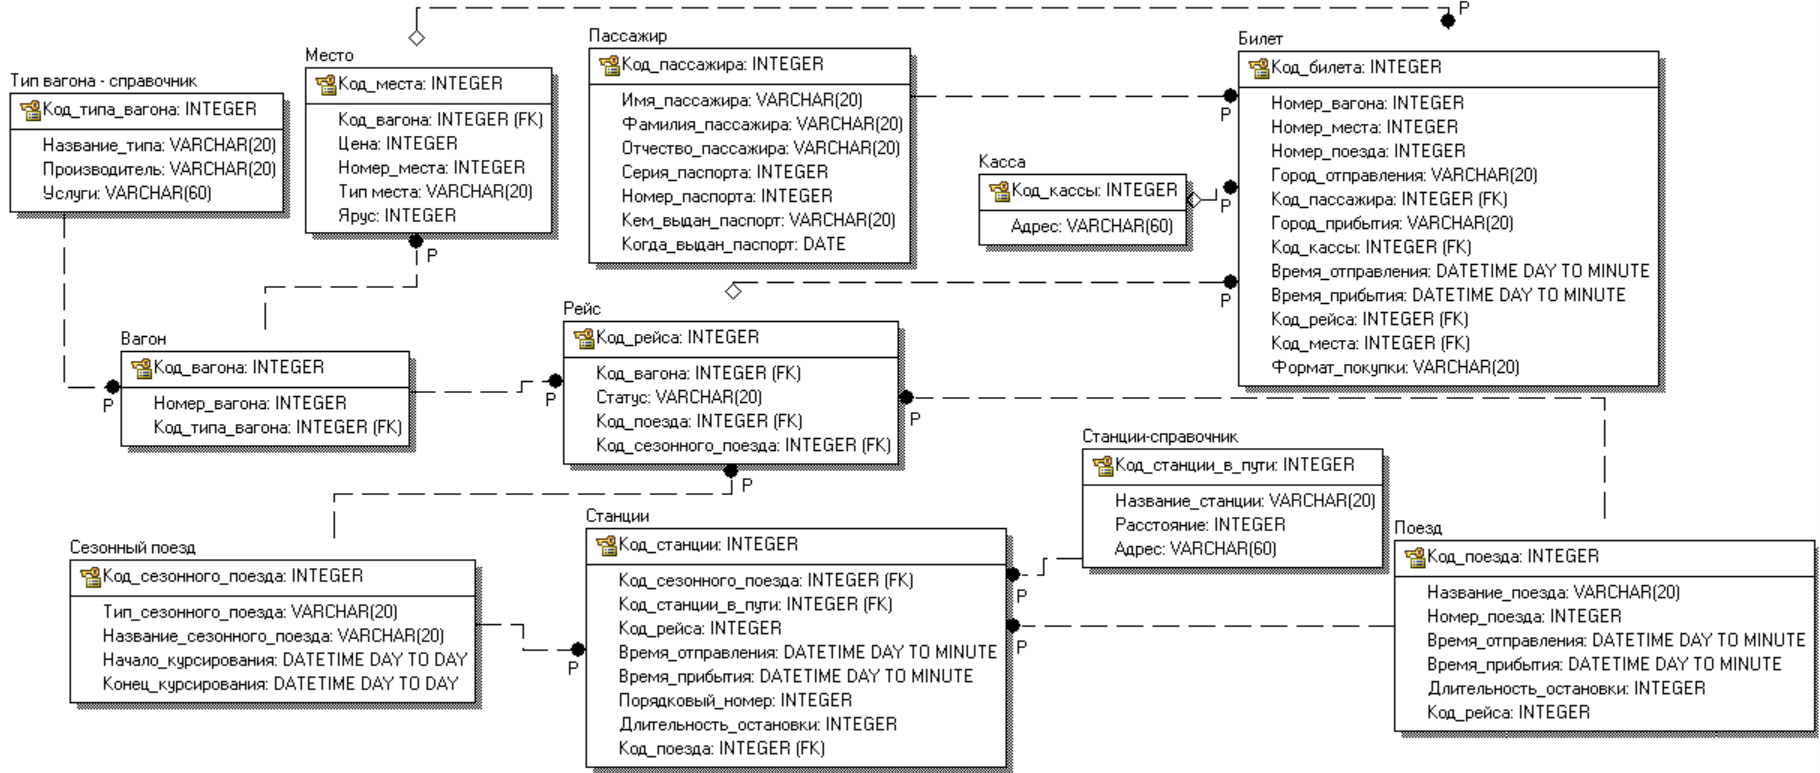 Тип вагона - справочник
Код_типа_вагона: INTEGER
Название_типа: VARCHAR(20)
Производитель: VARCHAR(20)
Услуги: VARCHAR(60)
Место
Код_места: INTEGER
Код_вагона: INTEGER (FK)
Цена: INTEGER
Номер_места: INTEGER
Тип места: VARCHAR(20)
Ярус: INTEGER
P
Пассажир
Код_пассажира: INTEGER
Имя_пассажира: VARCHAR(20)
Фамилия_пассажира: VARCHAR(20)
Отчество_пассажира: VARCHAR(20)
Серия_паспорта: INTEGER
Номер_паспорта: INTEGER
Кем_выдан_паспорт: VARCHAR(20)
Когда_выдан_паспорт: DATE
Касса
Код_кассы: INTEGER
Адрес: VARCHAR(60)
P
Билет
Код_билета: INTEGER
Номер_вагона: INTEGER
Номер_места: INTEGER
Номер_поезда: INTEGER
Город_отправления: VARCHAR(20)
Код_пассажира: INTEGER (FK)
Город_прибытия: VARCHAR(20)
Код_кассы: INTEGER (FK)
Время_отправления: DATETIME DAY TO MINUTE
Время_прибытия: DATETIME DAY TO MINUTE
Код_рейса: INTEGER (FK)
Код_места: INTEGER (FK)
Формат_покупки: VARCHAR(20)
P
P
P
Вагон
Код_вагона: INTEGER
Номер_вагона: INTEGER
Код_типа_вагона: INTEGER (FK)
P
Рейс
Код_рейса: INTEGER
Код_вагона: INTEGER (FK)
Статус: VARCHAR(20)
Код_поезда: INTEGER (FK)
Код_сезонного_поезда: INTEGER (FK)
P
P
P
Сезонный поезд
Код_сезонного_поезда: INTEGER
Тип_сезонного_поезда: VARCHAR(20)
Название_сезонного_поезда: VARCHAR(20)
Начало_курсирования: DATETIME DAY TO DAY
Конец_курсирования: DATETIME DAY TO DAY
P
Станции
Код_станции: INTEGER
Код_сезонного_поезда: INTEGER (FK)
Код_станции_в_пути: INTEGER (FK)
Код_рейса: INTEGER
Время_отправления: DATETIME DAY TO MINUTE
Время_прибытия: DATETIME DAY TO MINUTE
Порядковый_номер: INTEGER
Длительность_остановки: INTEGER
Код_поезда: INTEGER (FK)
P
P
Станции-справочник
Код_станции_в_пути: INTEGER
Название_станции: VARCHAR(20)
Расстояние: INTEGER
Адрес: VARCHAR(60)
Поезд
Код_поезда: INTEGER
Название_поезда: VARCHAR(20)
Номер_поезда: INTEGER
Время_отправления: DATETIME DAY TO MINUTE
Время_прибытия: DATETIME DAY TO MINUTE
Длительность_остановки: INTEGER
Код_рейса: INTEGER